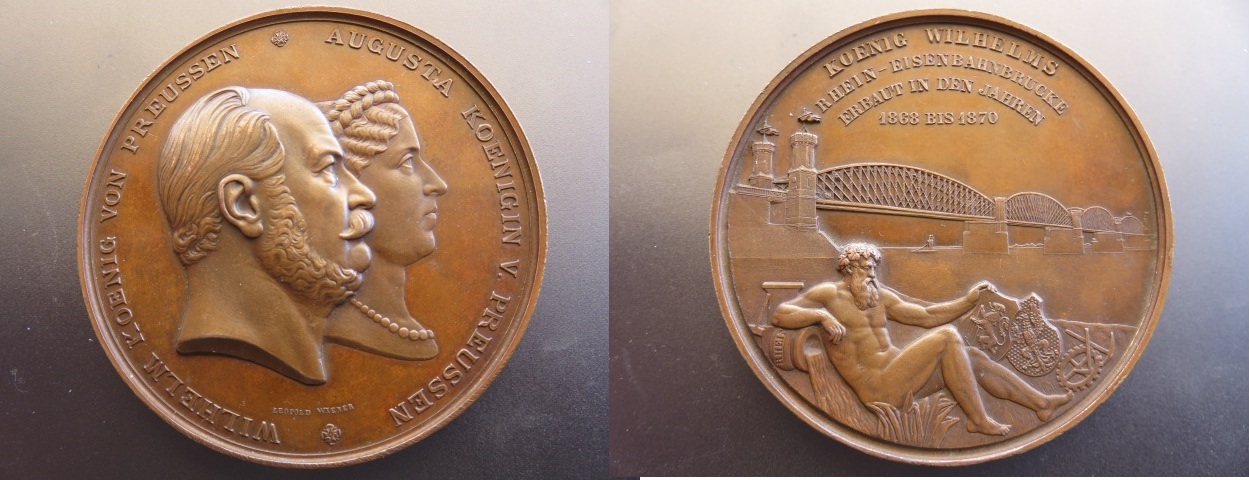 WILHELM KOENIG VON PREUSSEN
AUGUSTA KOENIGIN V. PREUSSEN
LEOPOLD WIENER
KOENIG WILHELMS
RHEIN-EISENBAHNBRUCKE
ERBAUT IN DEN JAHREN
1868 BIS 1870
RHEIN